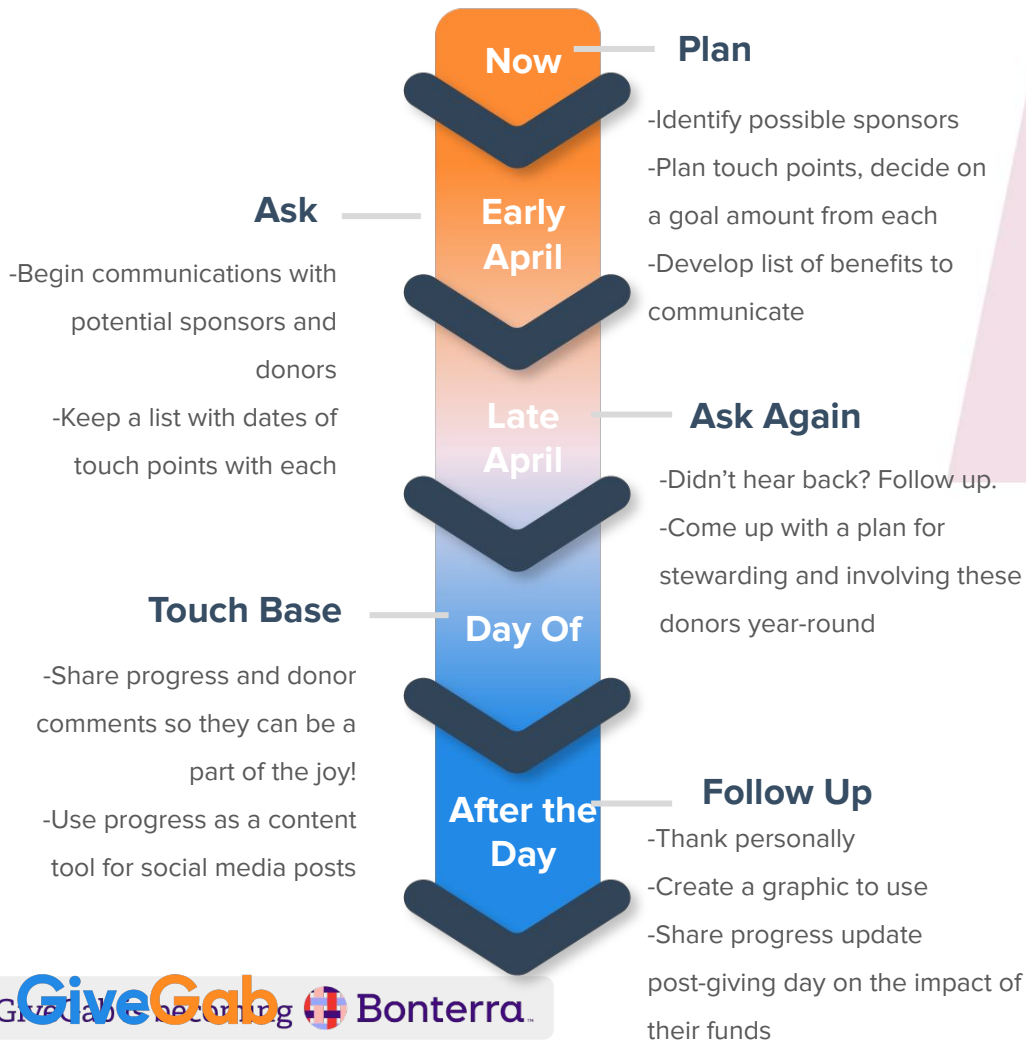 Now
Plan
-Identify possible sponsors
-Plan touch points, decide on
a goal amount from each
-Develop list of benefits to
communicate
Early
April
Ask
-Begin communications with
potential sponsors and
donors
-Keep a list with dates of
touch points with each
Late
April
Ask Again
-Didn’t hear back? Follow up.
-Come up with a plan for
stewarding and involving these
donors year-round
Day Of
Touch Base
-Share progress and donor
comments so they can be a
part of the joy!
-Use progress as a content
tool for social media posts
After the
Day
Follow Up
-Thank personally
-Create a graphic to use
-Share progress update
post-giving day on the impact of
their funds
GiveGab
GiveGab is becoming Bonterra™